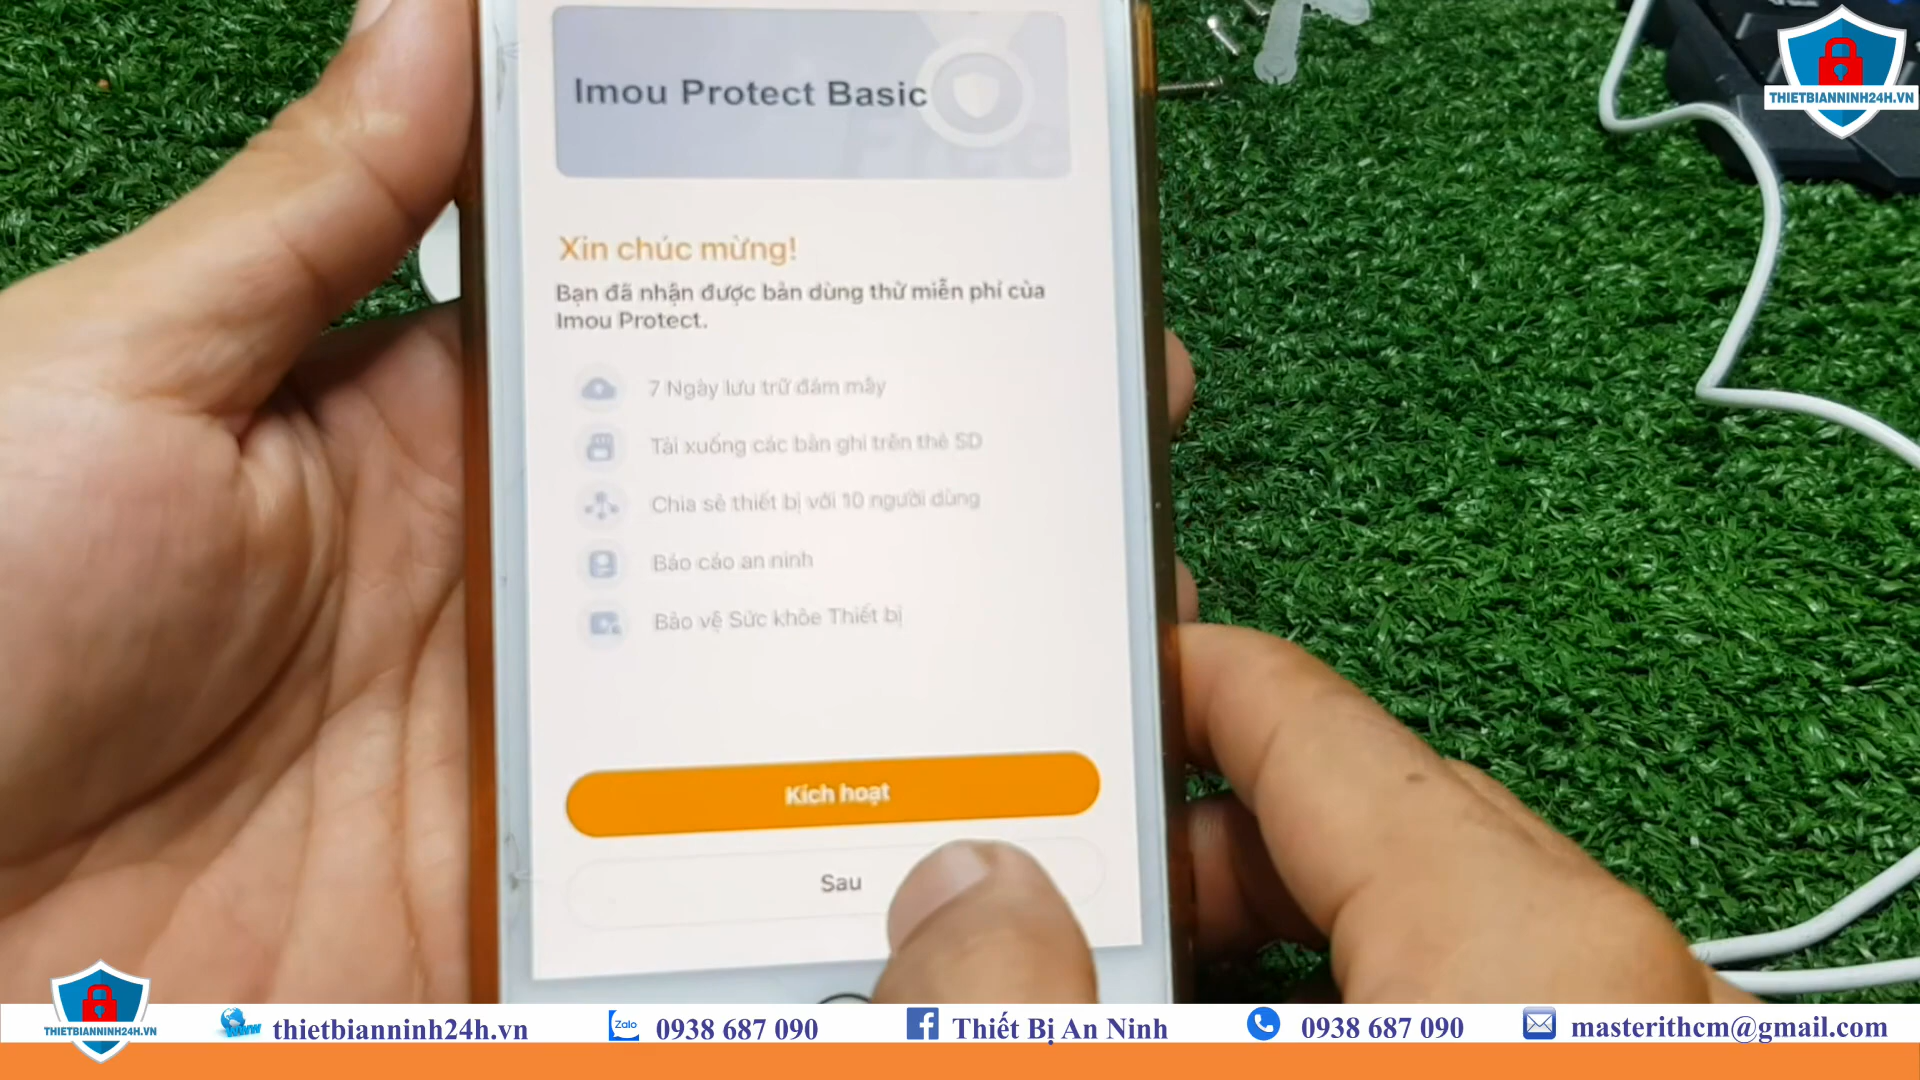 Imou Protect Basic
Free
Xin chúc mừng!
Bạn đã nhận được bản dùng thử miễn phí của
Imou Protect.
7 Ngày lưu trữ đám mây
Tải xuống các bản ghi trên thẻ SD
Chia sẻ thiết bị với 10 người dùng
Báo cáo an ninh
Bảo vệ Sức khỏe Thiết bị
Kích hoạt
Sau
THIETBIANNINH24H.VN
THIETBIANNINH24H.VN
www
thietbianninh24h.vn
Zalo
0938 687 090
Thiết Bị An Ninh
0938 687 090
masterithcm@gmail.com